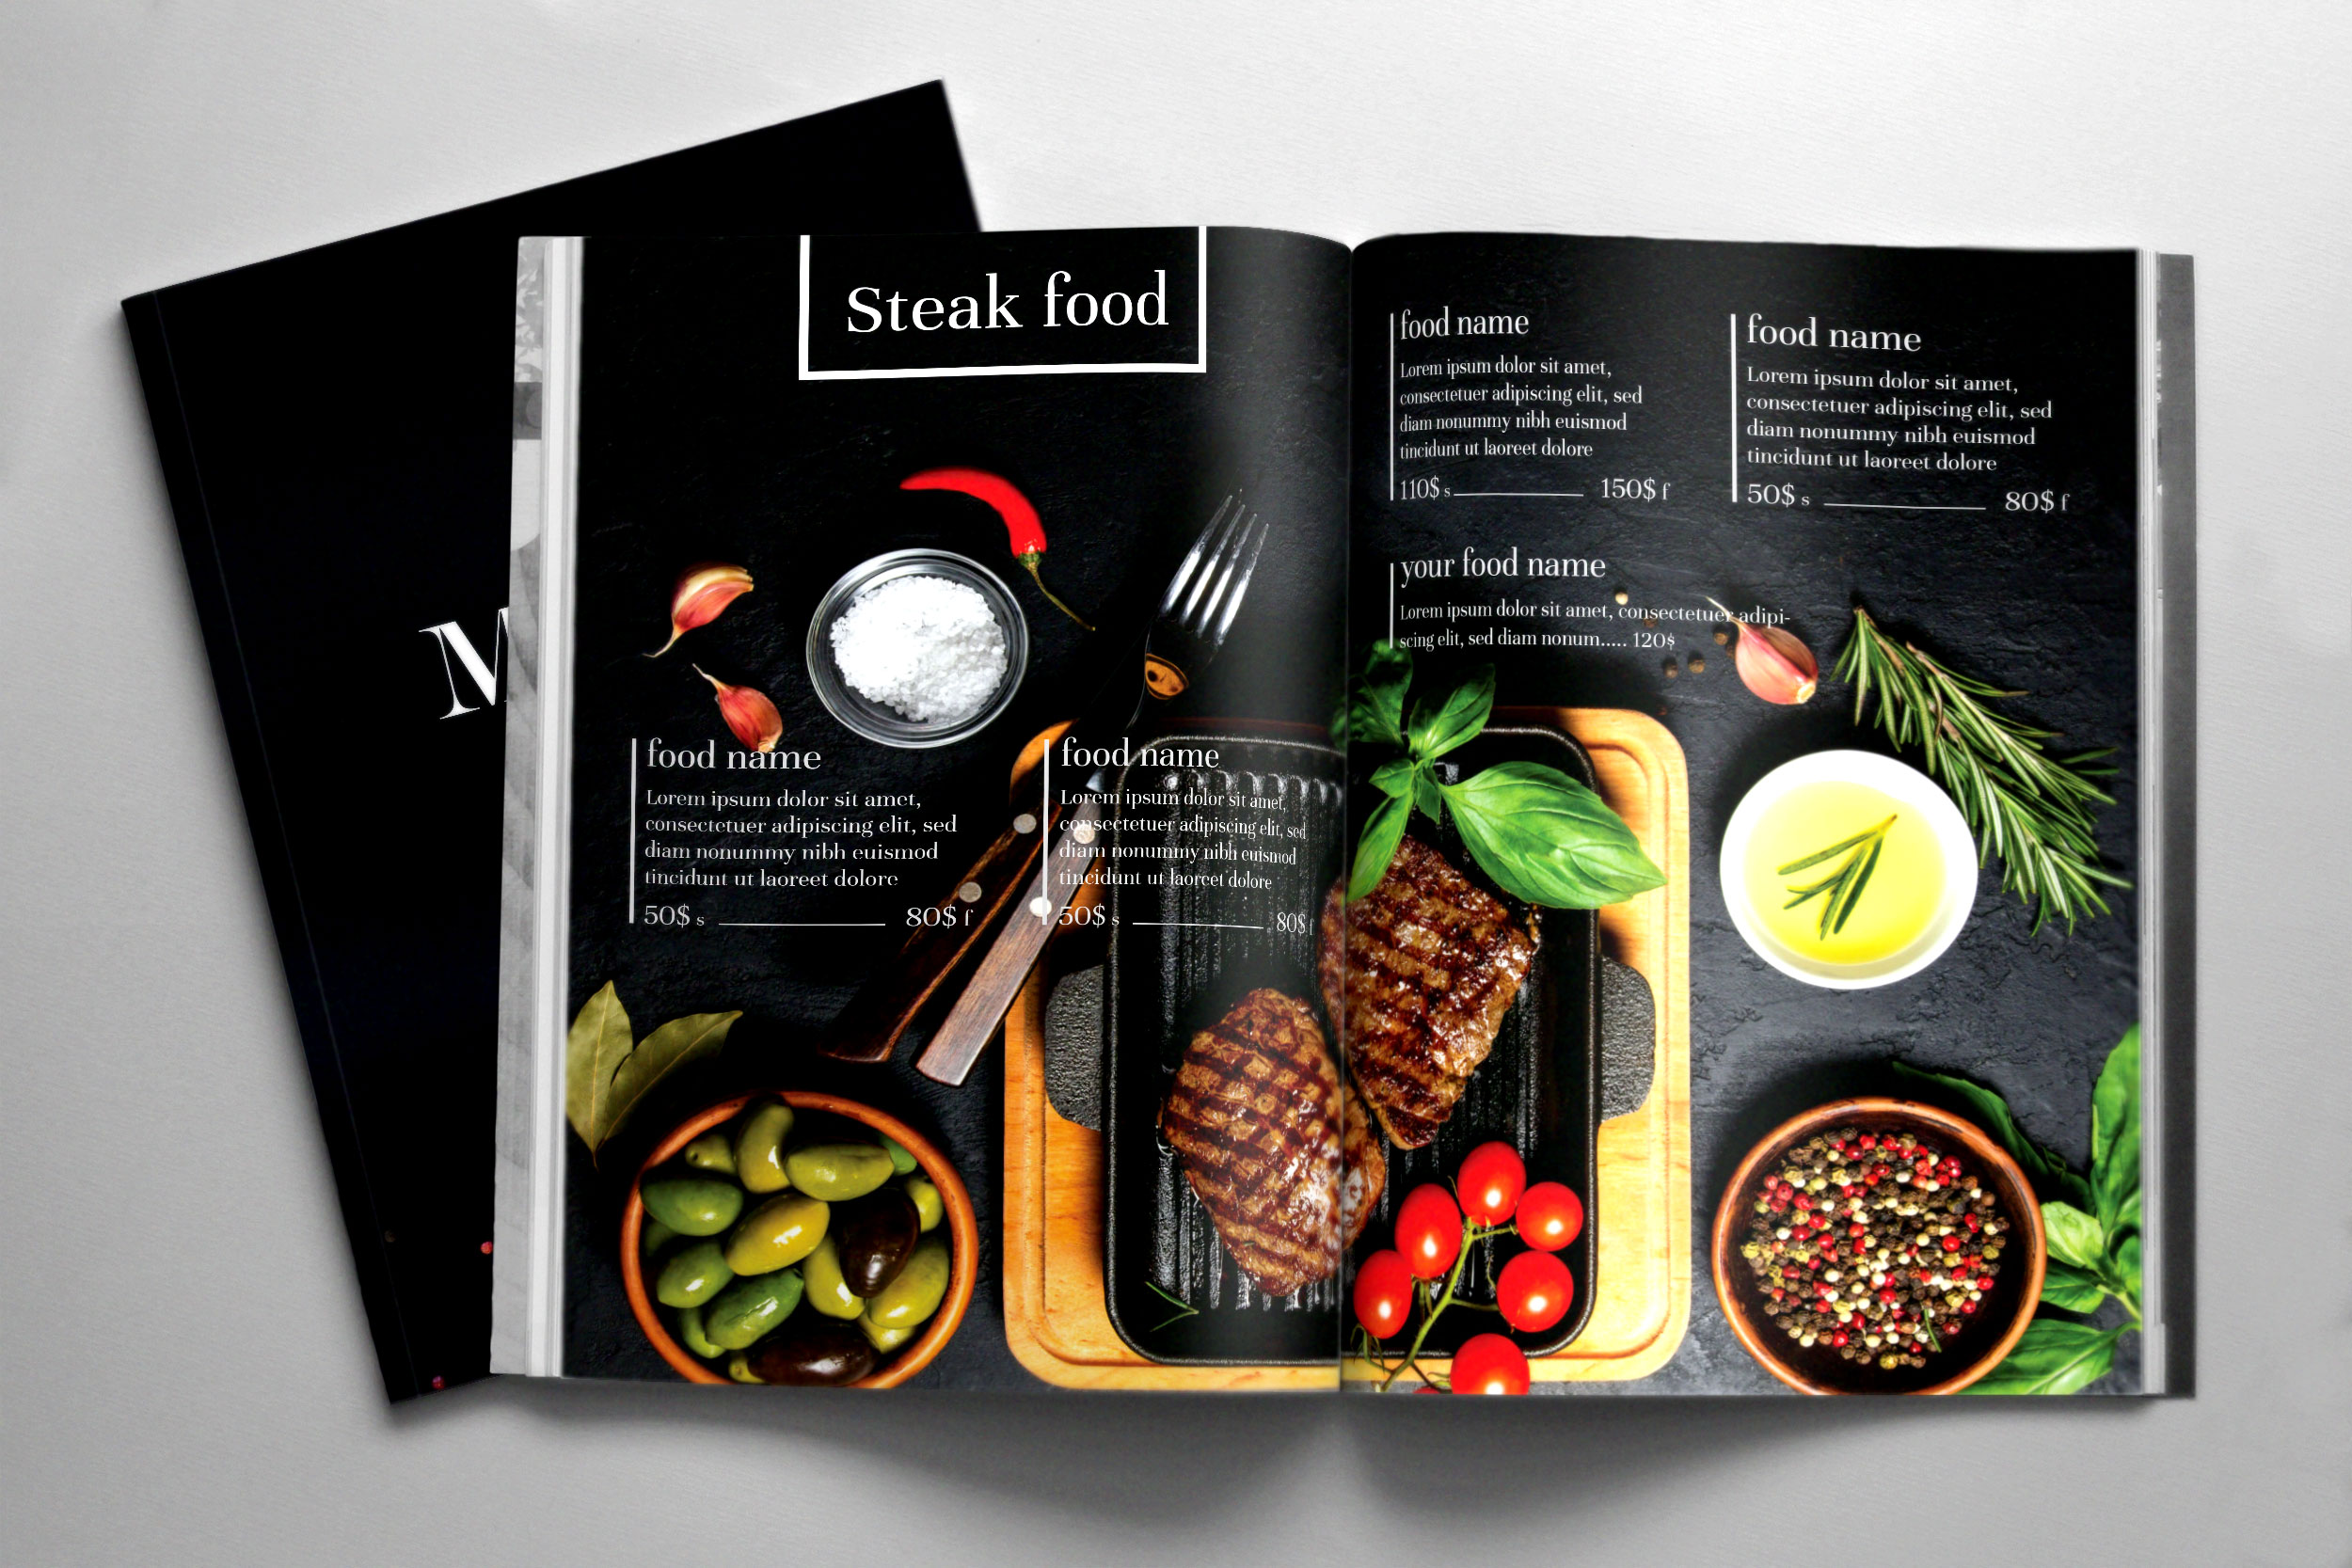 M
Steak food
food name
Lorem ipsum dolor sit amet,
consectetuer adipiscing elit, sed
diam nonummy nibh euismod
tincidunt ut laoreet dolore
50$ s 80$ f
food name
Lorem ipsum dolor sit amet,
consectetuer adipiscing elit, sed
diam nonummy nibh euismod
tincidunt ut laoreet dolore
50$ s 80$ f
food name
Lorem ipsum dolor sit amet,
consectetuer adipiscing elit, sed
diam nonummy nibh euismod
tincidunt ut laoreet dolore
110$ s 150$ f
food name
Lorem ipsum dolor sit amet,
consectetuer adipiscing elit, sed
diam nonummy nibh euismod
tincidunt ut laoreet dolore
50$ s 80$ f
your food name
Lorem ipsum dolor sit amet, consectetuer adipi-
scing elit, sed diam nonum..... 120$